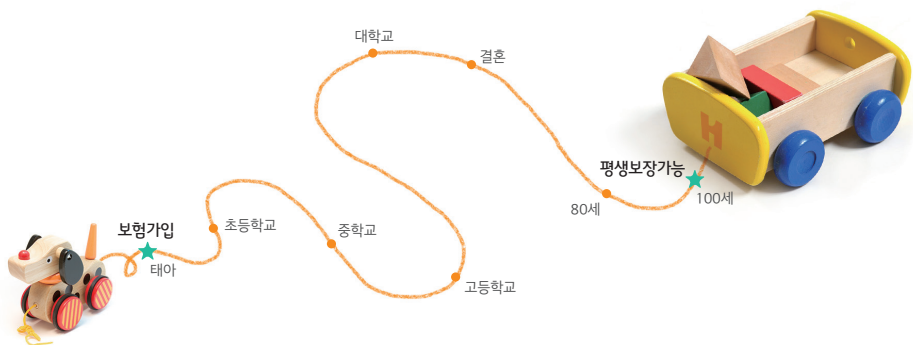 보험가입
태아
초등학교
중학교
고등학교
대학교
결혼
80세
평생보장가능
100세
H